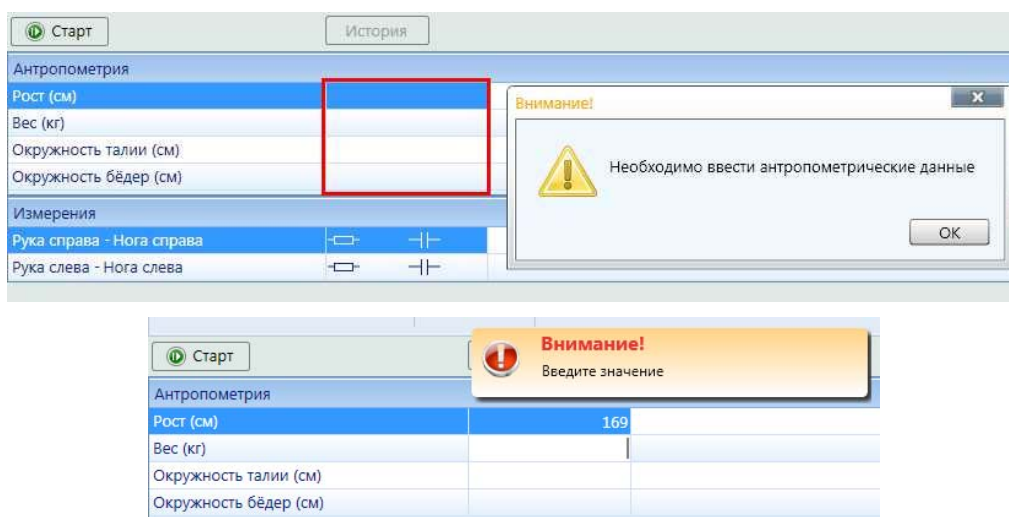 Старт
История
Антропометрия
Рост (см)
Вес (кг)
Окружность талии (см)
Окружность бёдер (см)
Внимание!
Необходимо ввести антропометрические данные
OK
Измерения
Рука справа - Нога справа
Рука слева - Нога слева
Старт
Внимание!
Введите значение
Антропометрия
Рост (см) 169
Вес (кг)
Окружность талии (см)
Окружность бёдер (см)